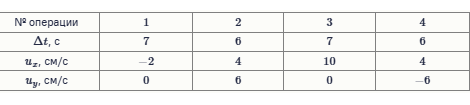 № операции 1 2 3 4
Δt, с 7 6 7 6
uₓ, см/с −2 4 10 4
u_y, см/с 0 6 0 −6